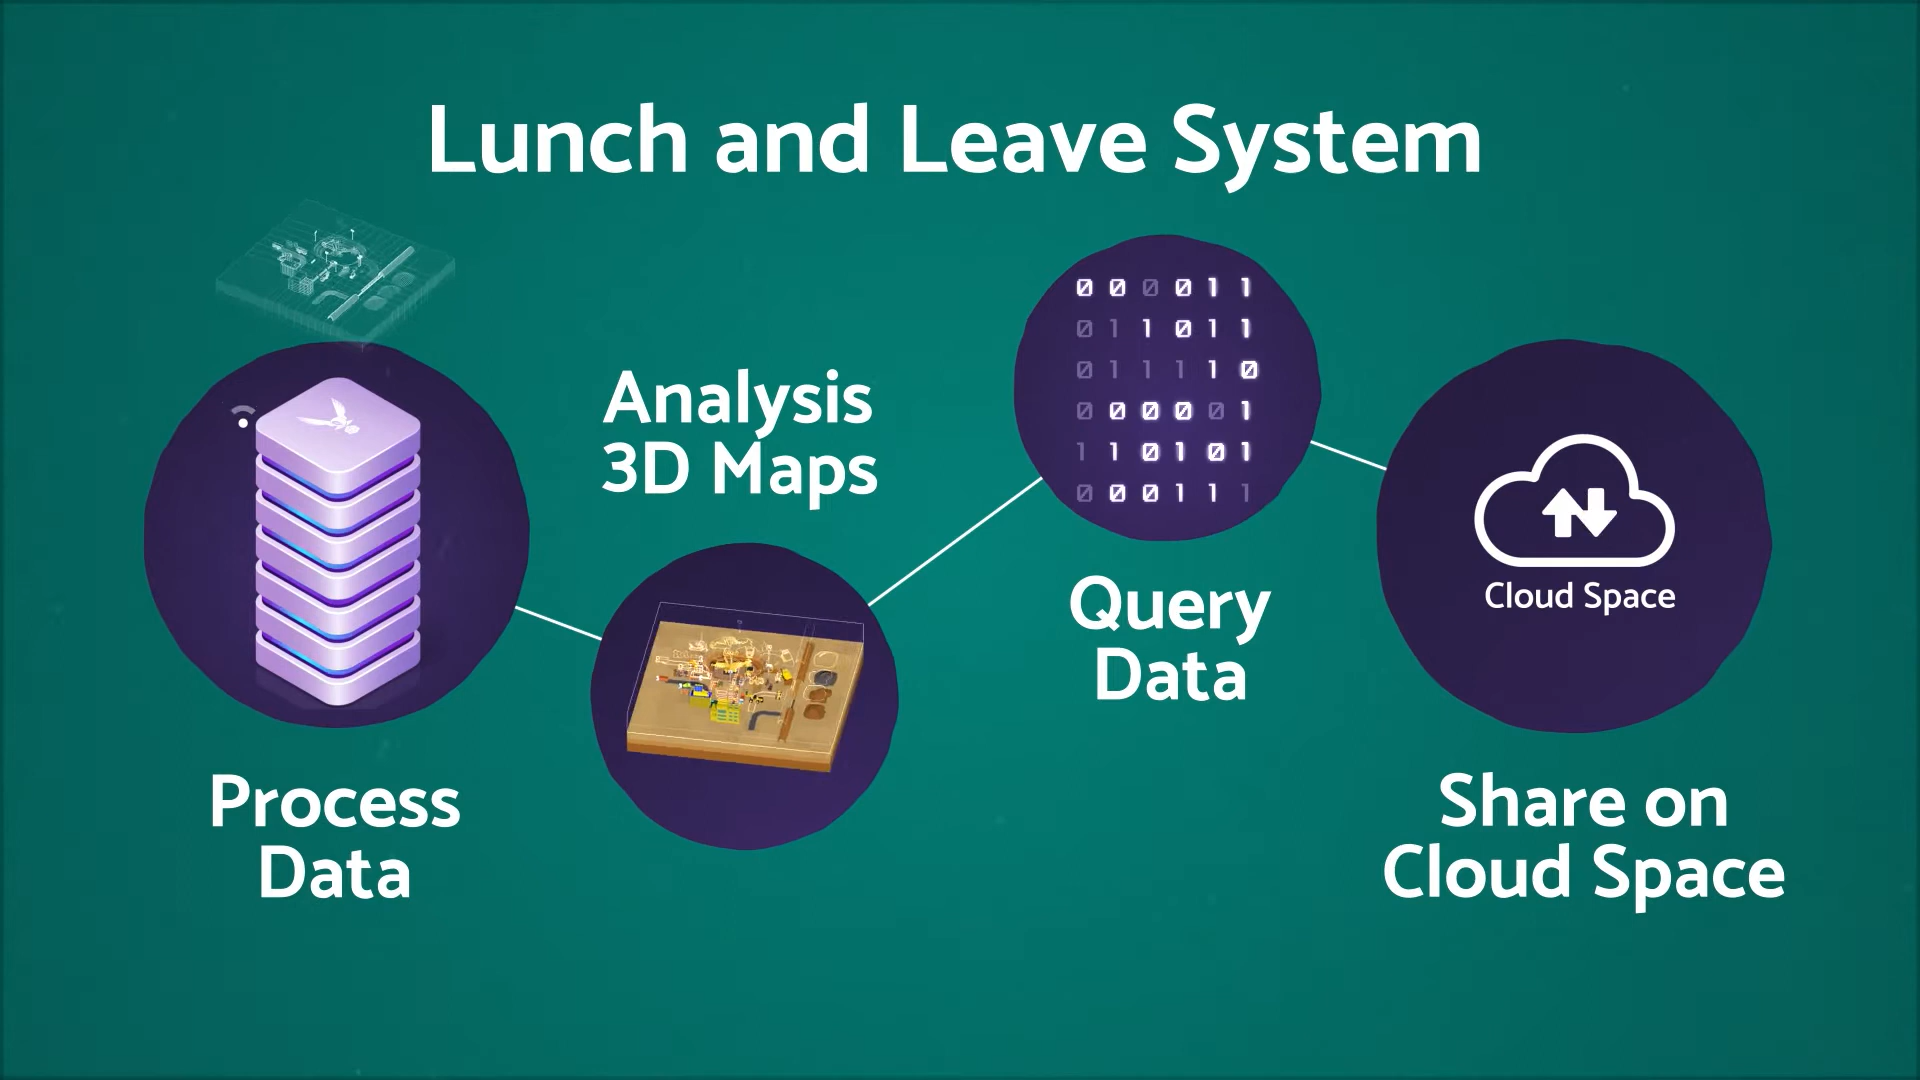 Lunch and Leave System
Process
Data
Analysis
3D Maps
0 0 0 0 1 1
0 1 1 0 1 1
0 1 1 1 1 0
0 0 0 0 0 1
1 1 0 1 0 1
0 0 0 1 1 1
Query
Data
Cloud Space
Share on
Cloud Space